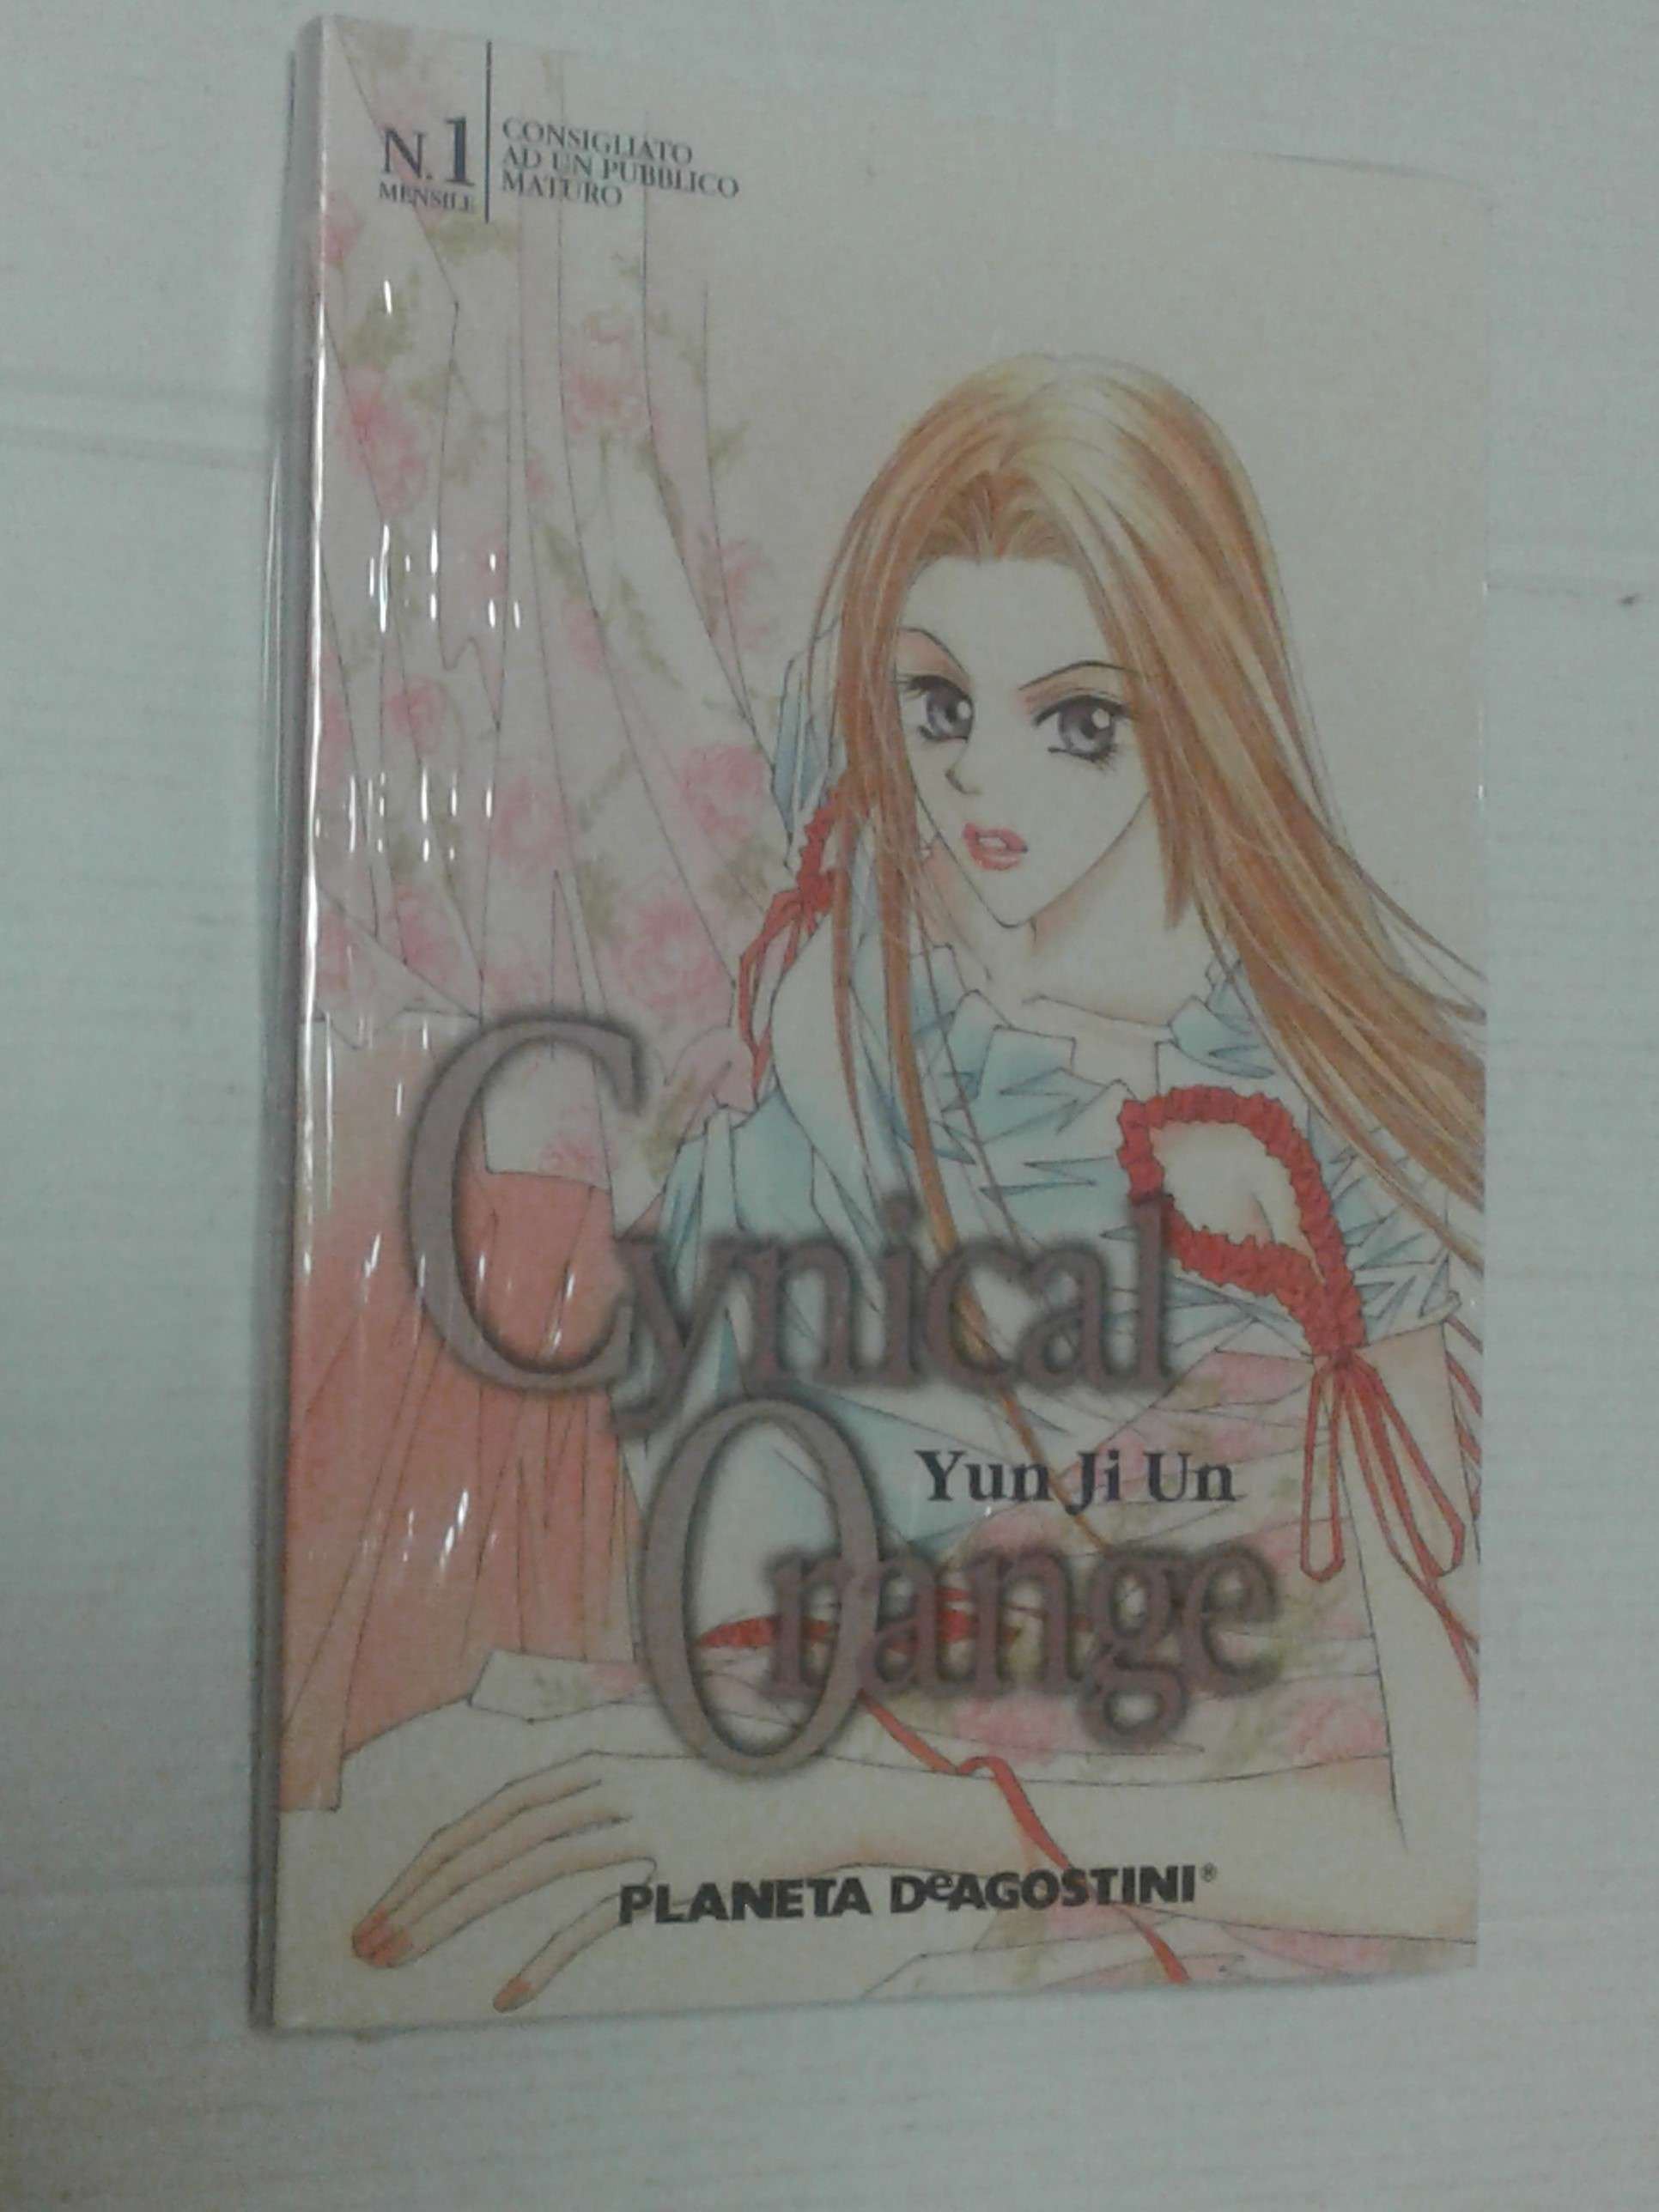 N.1
MENSILE
CONSIGLIATO
AD UN PUBBLICO
MATURO
Cynical
Yun Ji Un
Orange
PLANETA DeAGOSTINI®